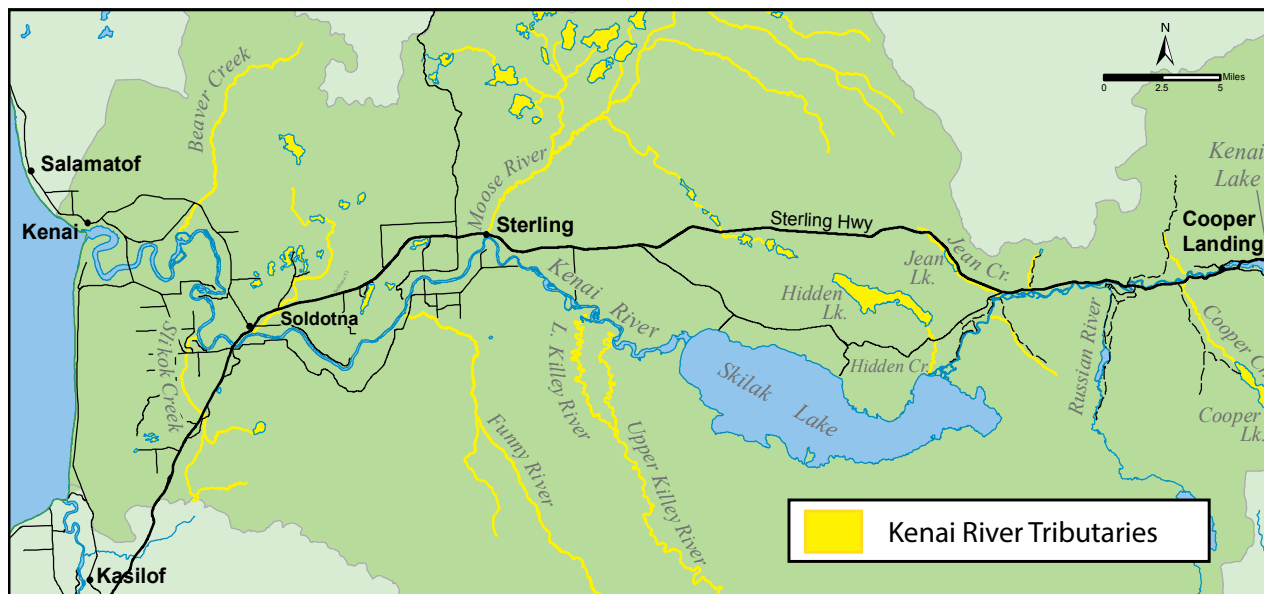 N
Miles
0 2.5 5
Beaver Creek
Salamatof
Kenai
Moose River
Sterling
Sterling Hwy
Kenai
Lake
Cooper
Landing
Jean Cr.
Jean
Lk.
Hidden
Lk.
Kenai
River
Soldotna
Slikok Creek
L. Killey River
Skilak
Lake
Hidden Cr.
Russian River
Cooper Cr.
Cooper
Lk.
Funny River
Upper Killey River
Kasilof
Kenai River Tributaries